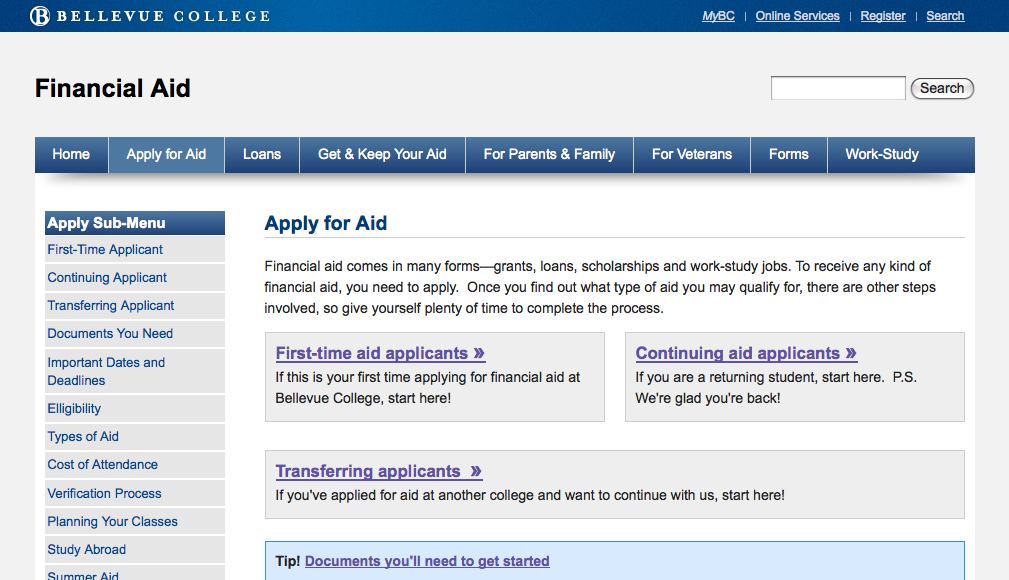 BELLEVUE COLLEGE
MyBC | Online Services | Register | Search
Financial Aid
Search
Home
Apply for Aid
Loans
Get & Keep Your Aid
For Parents & Family
For Veterans
Forms
Work-Study
Apply Sub-Menu
First-Time Applicant
Continuing Applicant
Transferring Applicant
Documents You Need
Important Dates and
Deadlines
Elligibility
Types of Aid
Cost of Attendance
Verification Process
Planning Your Classes
Study Abroad
Summer Aid
Apply for Aid
Financial aid comes in many forms—grants, loans, scholarships and work-study jobs. To receive any kind of
financial aid, you need to apply.  Once you find out what type of aid you may qualify for, there are other steps
involved, so give yourself plenty of time to complete the process.
First-time aid applicants »
If this is your first time applying for financial aid at
Bellevue College, start here!
Continuing aid applicants »
If you are a returning student, start here.  P.S.
We're glad you're back!
Transferring applicants  »
If you've applied for aid at another college and want to continue with us, start here!
Tip! Documents you'll need to get started